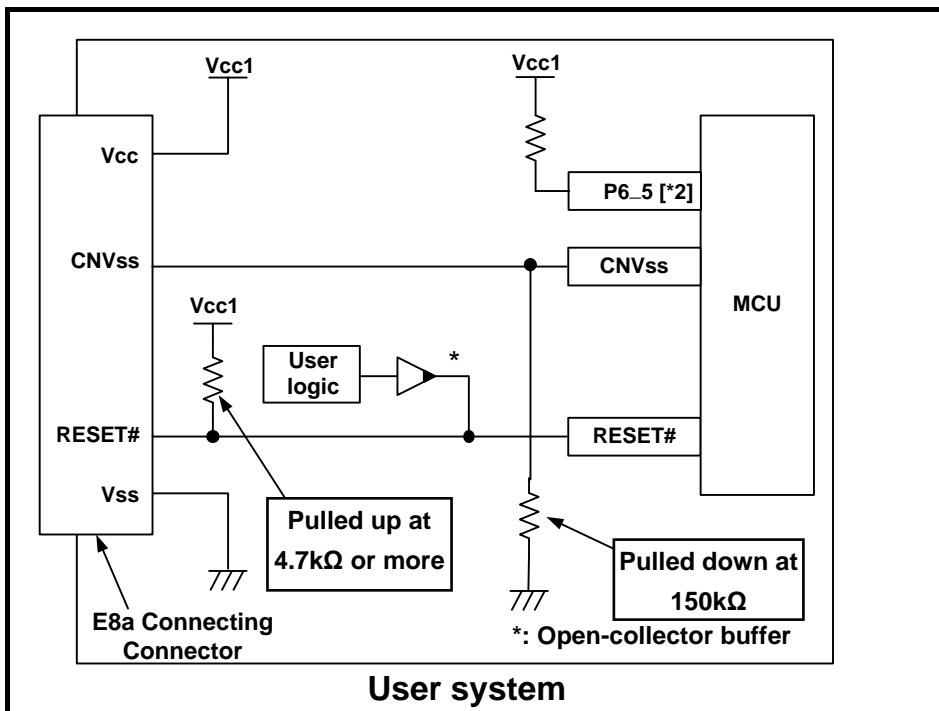 Vcc1
Vcc1
Vcc
P6_5 [*2]
CNVss
CNVss
MCU
Vcc1
User
logic
*
RESET#
RESET#
Vss
Pulled up at
4.7kΩ or more
Pulled down at
150kΩ
E8a Connecting
Connector
*: Open-collector buffer
User system